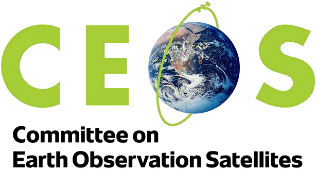 CEOS
Committee on
Earth Observation Satellites